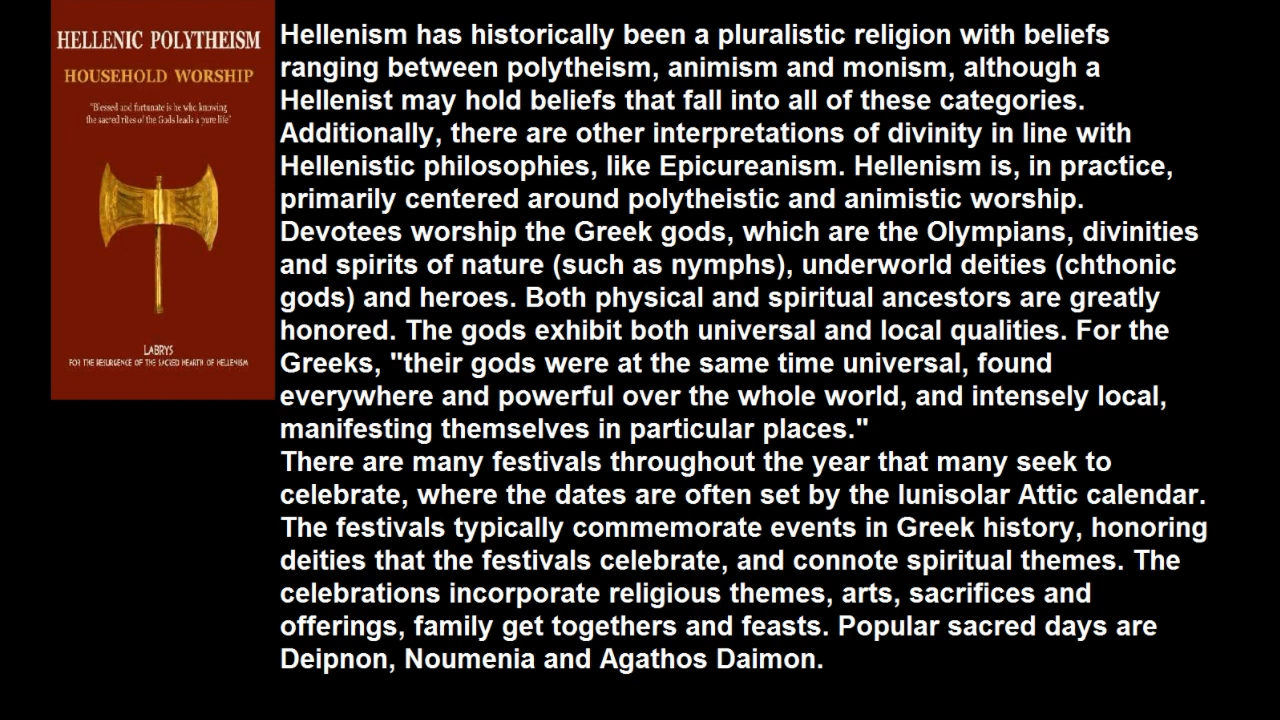 HELLENIC POLYTHEISM
HOUSEHOLD WORSHIP
"Blessed and fortunate is he who knowing
the sacred rites of the Gods leads a pure life"
LABRYS
FOR THE RESURGENCE OF THE SACRED HEARTH OF HELLENISM
Hellenism has historically been a pluralistic religion with beliefs
ranging between polytheism, animism and monism, although a
Hellenist may hold beliefs that fall into all of these categories.
Additionally, there are other interpretations of divinity in line with
Hellenistic philosophies, like Epicureanism. Hellenism is, in practice,
primarily centered around polytheistic and animistic worship.
Devotees worship the Greek gods, which are the Olympians, divinities
and spirits of nature (such as nymphs), underworld deities (chthonic
gods) and heroes. Both physical and spiritual ancestors are greatly
honored. The gods exhibit both universal and local qualities. For the
Greeks, "their gods were at the same time universal, found
everywhere and powerful over the whole world, and intensely local,
manifesting themselves in particular places."
There are many festivals throughout the year that many seek to
celebrate, where the dates are often set by the lunisolar Attic calendar.
The festivals typically commemorate events in Greek history, honoring
deities that the festivals celebrate, and connote spiritual themes. The
celebrations incorporate religious themes, arts, sacrifices and
offerings, family get togethers and feasts. Popular sacred days are
Deipnon, Noumenia and Agathos Daimon.